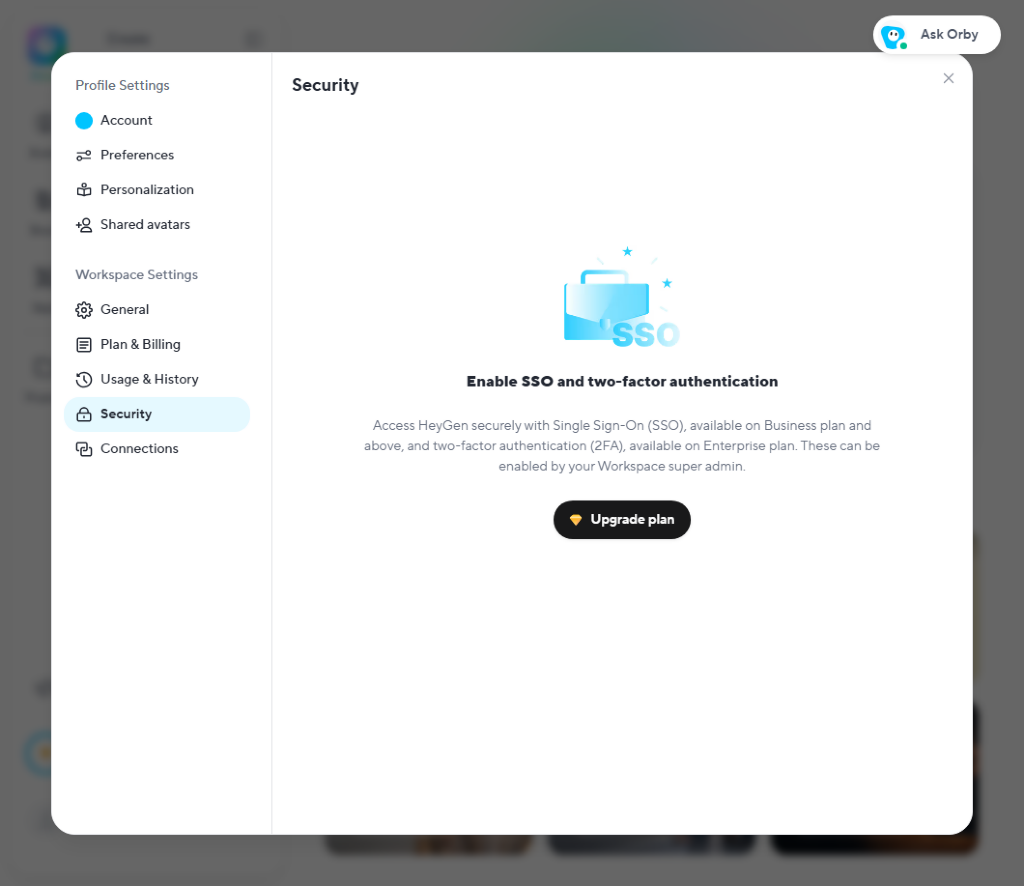 Ask Orby
Profile Settings
Account
Preferences
Personalization
Shared avatars
Workspace Settings
General
Plan & Billing
Usage & History
Security
Connections
Security
SSO
Enable SSO and two-factor authentication
Access HeyGen securely with Single Sign-On (SSO), available on Business plan and
above, and two-factor authentication (2FA), available on Enterprise plan. These can be
enabled by your Workspace super admin.
Upgrade plan